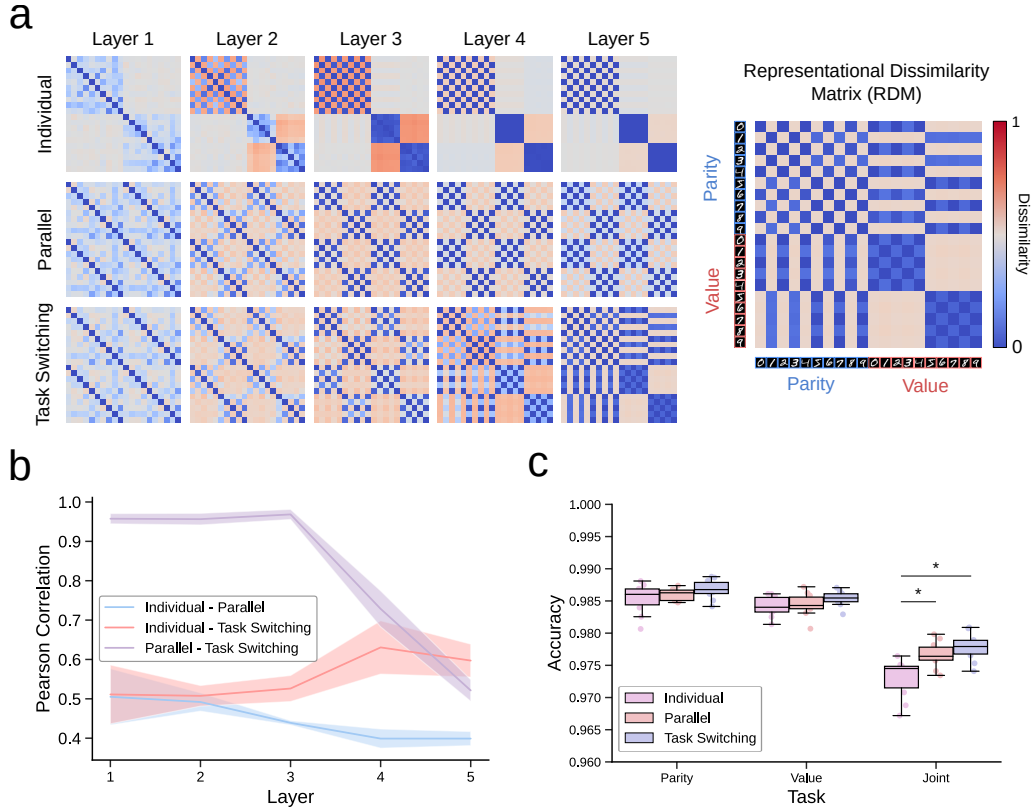 a
Layer 1 Layer 2 Layer 3 Layer 4 Layer 5
Individual
Parallel
Task Switching
Representational Dissimilarity
Matrix (RDM)
Parity
Value
0
1
2
3
4
5
6
7
8
9
0
1
2
3
4
5
6
7
8
9
0 1 2 3 4 5 6 7 8 9 0 1 2 3 4 5 6 7 8 9
Parity Value
1
0
Dissimilarity
b
Pearson Correlation
1.0
0.9
0.8
0.7
0.6
0.5
0.4
Individual - Parallel
Individual - Task Switching
Parallel - Task Switching
1 2 3 4 5
Layer
c
Accuracy
1.000
0.995
0.990
0.985
0.980
0.975
0.970
0.965
0.960
*
*
Individual
Parallel
Task Switching
Parity Value Joint
Task